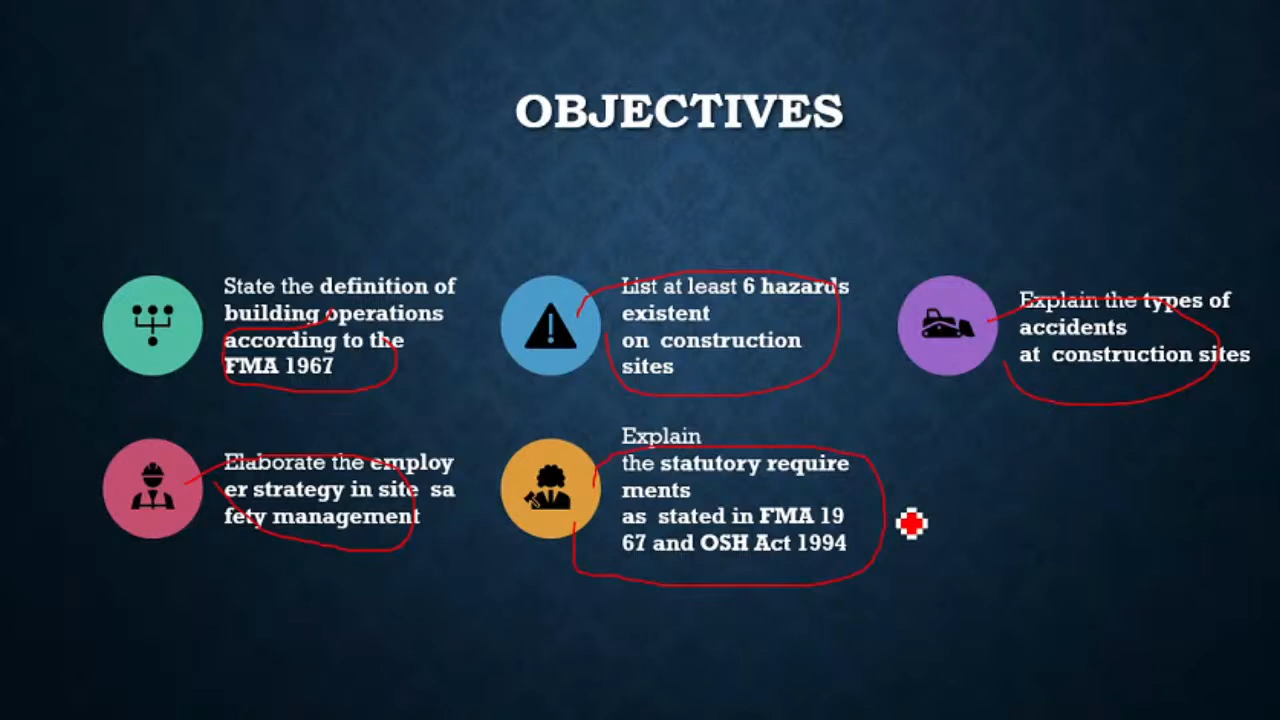 OBJECTIVES
State the definition of
building operations
according to the
FMA 1967
List at least 6 hazards
existent
on construction
sites
Explain the types of
accidents
at construction sites
Elaborate the employ
er strategy in site sa
fety management
Explain
the statutory require
ments
as stated in FMA 19
67 and OSH Act 1994